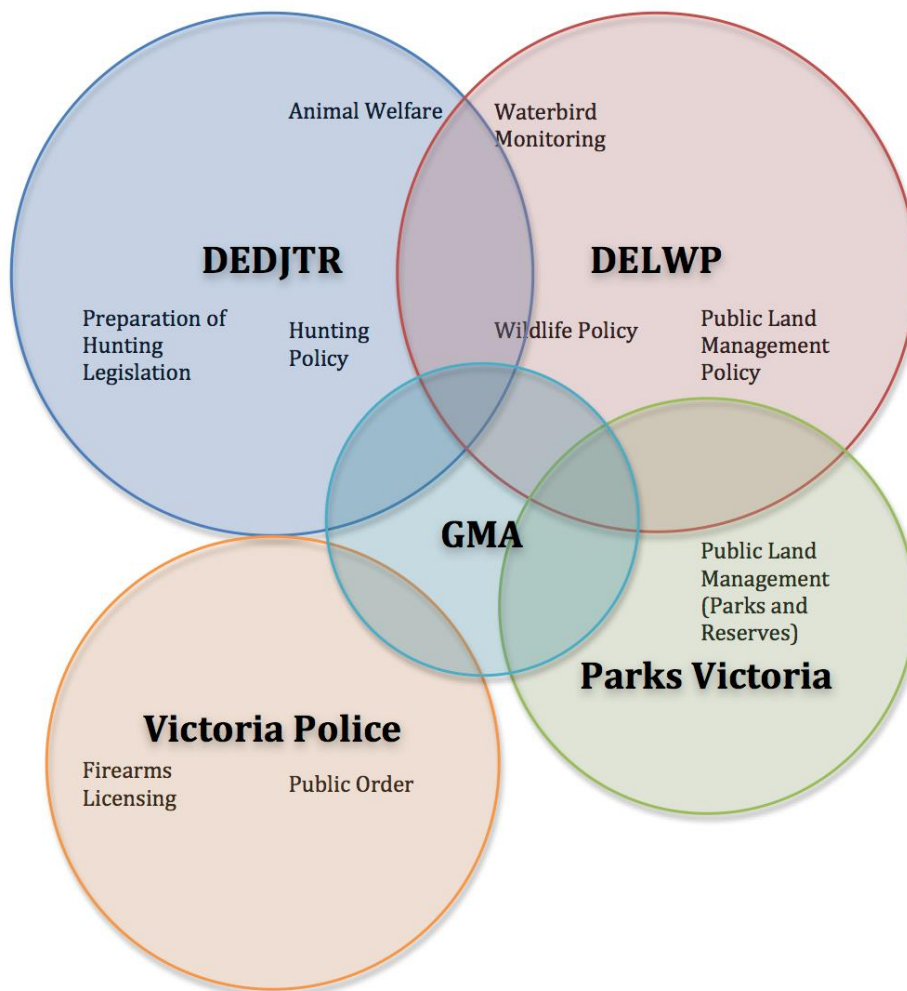 Animal Welfare
Waterbird
Monitoring
DEDJTR
DELWP
Preparation of
Hunting
Legislation
Hunting
Policy
Wildlife Policy
Public Land
Management
Policy
GMA
Public Land
Management
(Parks and
Reserves)
Parks Victoria
Victoria Police
Firearms
Licensing
Public Order